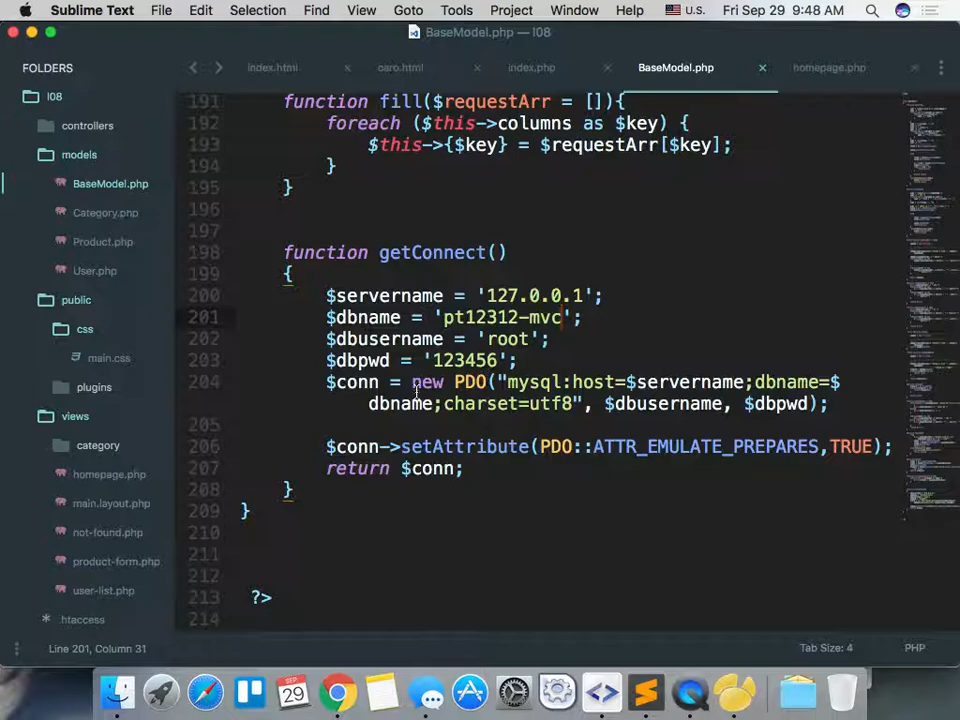 Sublime Text File Edit Selection Find View Goto Tools Project Window Help U.S. Fri Sep 29 9:48 AM
BaseModel.php — l08
FOLDERS
l08
controllers
models
BaseModel.php
Category.php
Product.php
User.php
public
css
main.css
plugins
views
category
homepage.php
main.layout.php
not-found.php
product-form.php
user-list.php
.htaccess
index.html caro.html index.php BaseModel.php homepage.php
191 function fill($requestArr = []){
192 foreach ($this->columns as $key) {
193 $this->{$key} = $requestArr[$key];
194 }
195 }
196
197
198 function getConnect()
199 {
200 $servername = '127.0.0.1';
201 $dbname = 'pt12312-mvc';
202 $dbusername = 'root';
203 $dbpwd = '123456';
204 $conn = new PDO("mysql:host=$servername;dbname=$
dbname;charset=utf8", $dbusername, $dbpwd);
205
206 $conn->setAttribute(PDO::ATTR_EMULATE_PREPARES,TRUE);
207 return $conn;
208 }
209 }
210
211
212
213 ?>
214
Line 201, Column 31 Tab Size: 4 PHP
SEP
29